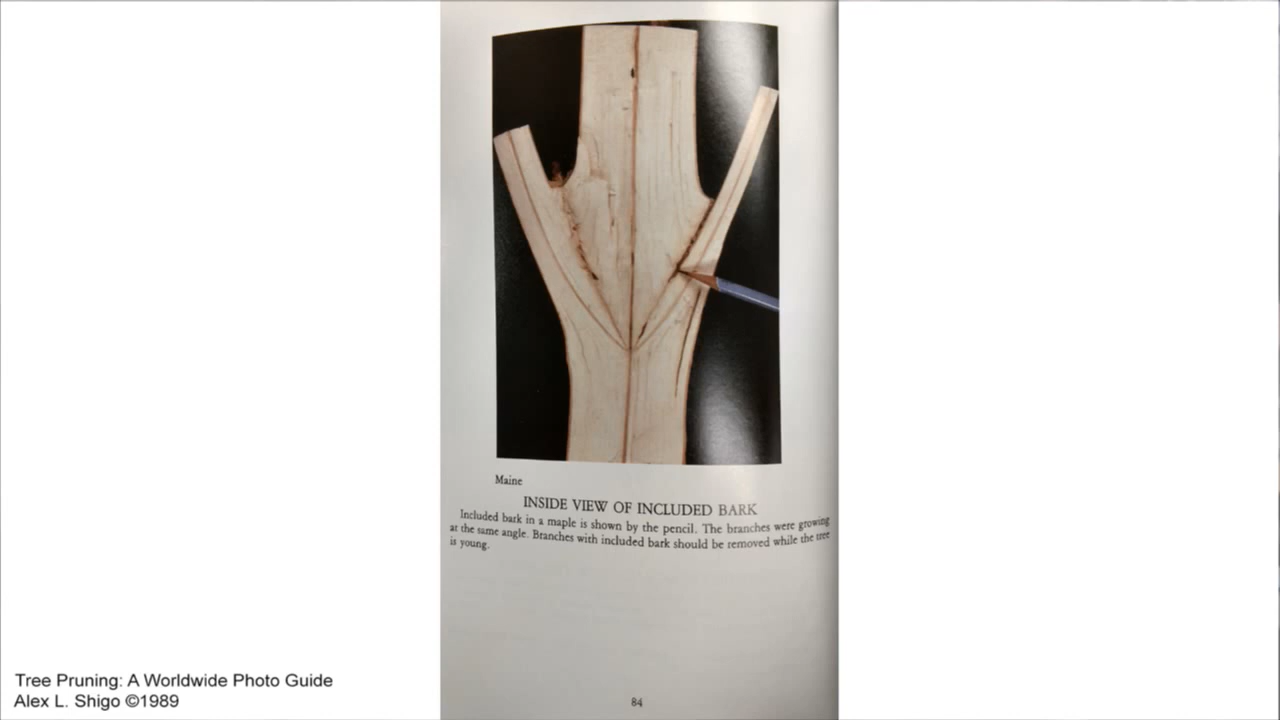 Maine
INSIDE VIEW OF INCLUDED BARK
Included bark in a maple is shown by the pencil. The branches were growing
at the same angle. Branches with included bark should be removed while the tree
is young.
84
Tree Pruning: A Worldwide Photo Guide
Alex L. Shigo ©1989